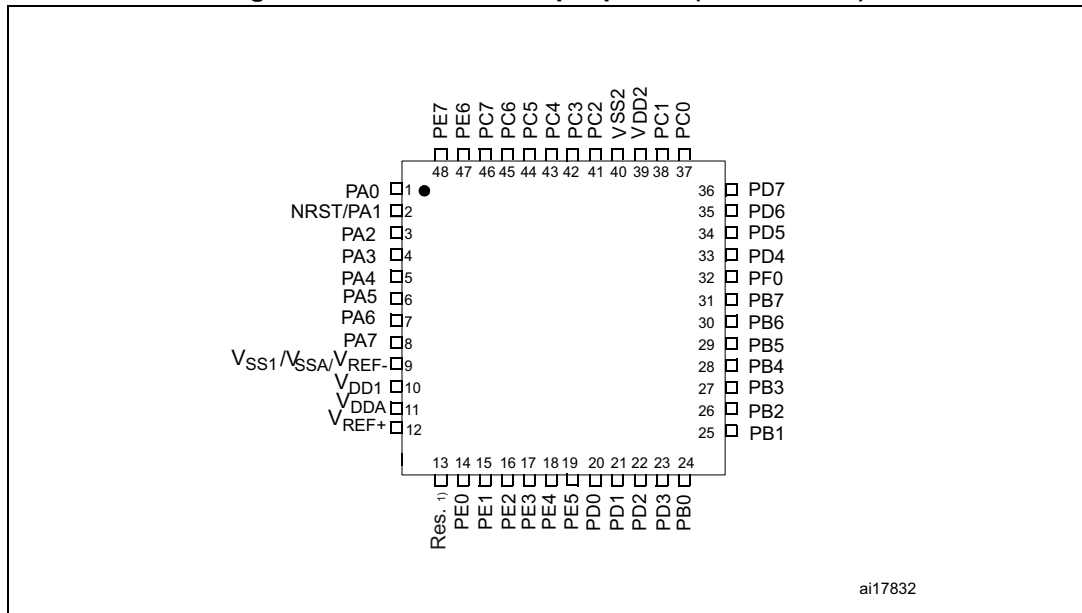 PE7
PE6
PC7
PC6
PC5
PC4
PC3
PC2
VSS2
VDD2
PC1
PC0
48 47 46 45 44 43 42 41 40 39 38 37
PA0 1
NRST/PA1 2
PA2 3
PA3 4
PA4 5
PA5 6
PA6 7
PA7 8
VSS1/VSSA/VREF- 9
VDD1 10
VDDA 11
VREF+ 12
36 PD7
35 PD6
34 PD5
33 PD4
32 PF0
31 PB7
30 PB6
29 PB5
28 PB4
27 PB3
26 PB2
25 PB1
13 14 15 16 17 18 19 20 21 22 23 24
Res. 1)
PE0
PE1
PE2
PE3
PE4
PE5
PD0
PD1
PD2
PD3
PB0
ai17832